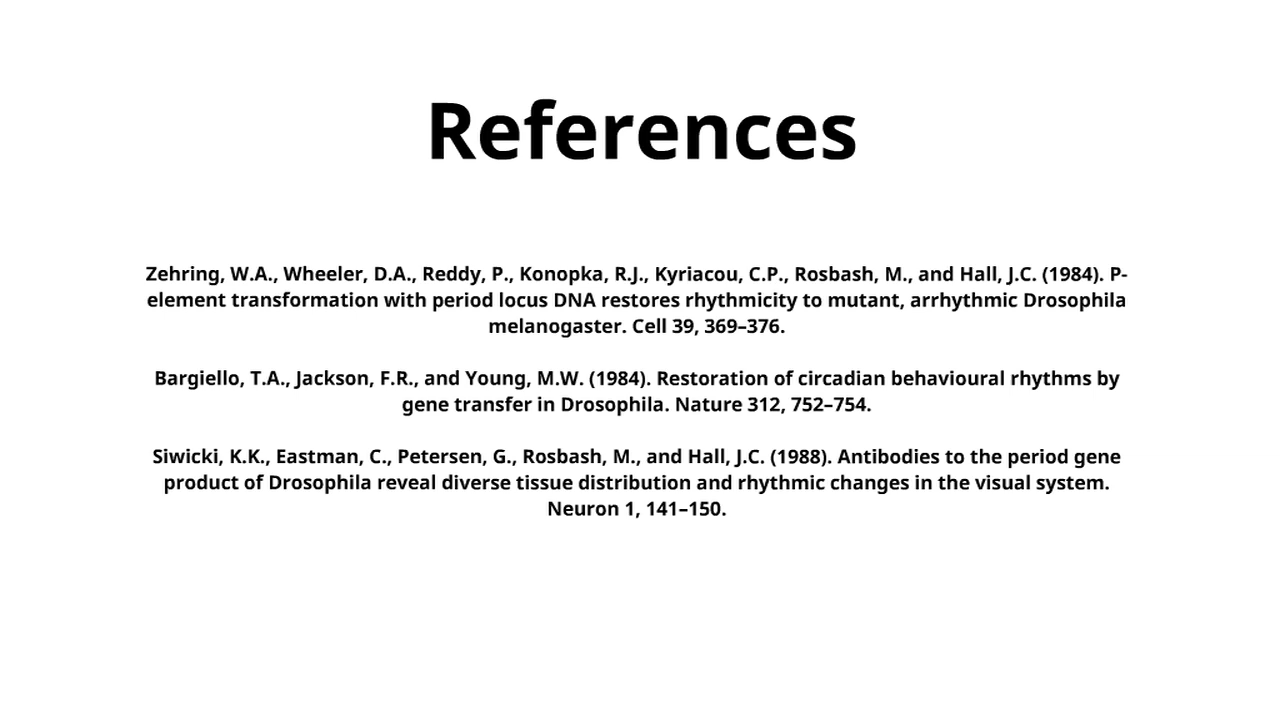 References
Zehring, W.A., Wheeler, D.A., Reddy, P., Konopka, R.J., Kyriacou, C.P., Rosbash, M., and Hall, J.C. (1984). P-
element transformation with period locus DNA restores rhythmicity to mutant, arrhythmic Drosophila
melanogaster. Cell 39, 369–376.
Bargiello, T.A., Jackson, F.R., and Young, M.W. (1984). Restoration of circadian behavioural rhythms by
gene transfer in Drosophila. Nature 312, 752–754.
Siwicki, K.K., Eastman, C., Petersen, G., Rosbash, M., and Hall, J.C. (1988). Antibodies to the period gene
product of Drosophila reveal diverse tissue distribution and rhythmic changes in the visual system.
Neuron 1, 141–150.